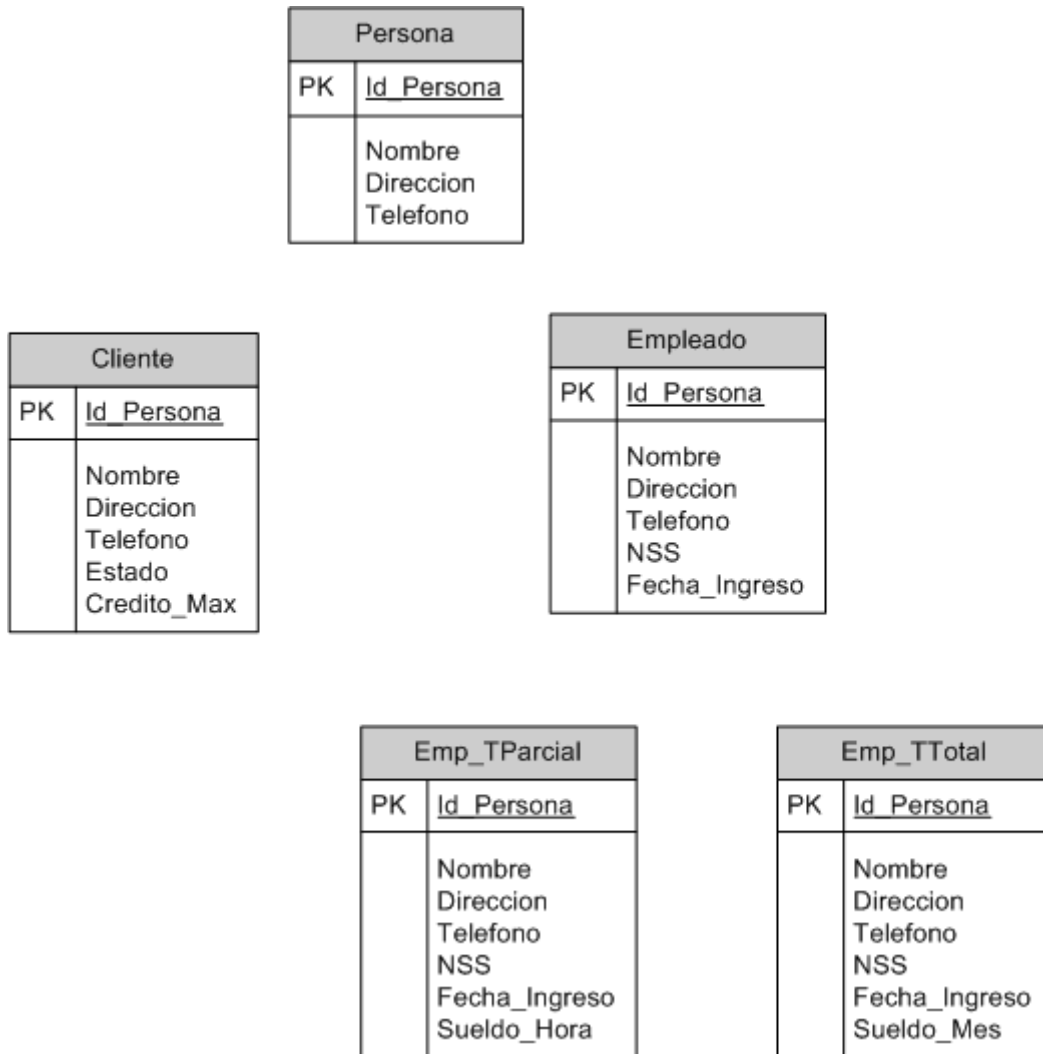 Persona
PK Id_Persona
Nombre
Direccion
Telefono
Cliente
PK Id_Persona
Nombre
Direccion
Telefono
Estado
Credito_Max
Empleado
PK Id_Persona
Nombre
Direccion
Telefono
NSS
Fecha_Ingreso
Emp_TParcial
PK Id_Persona
Nombre
Direccion
Telefono
NSS
Fecha_Ingreso
Sueldo_Hora
Emp_TTotal
PK Id_Persona
Nombre
Direccion
Telefono
NSS
Fecha_Ingreso
Sueldo_Mes